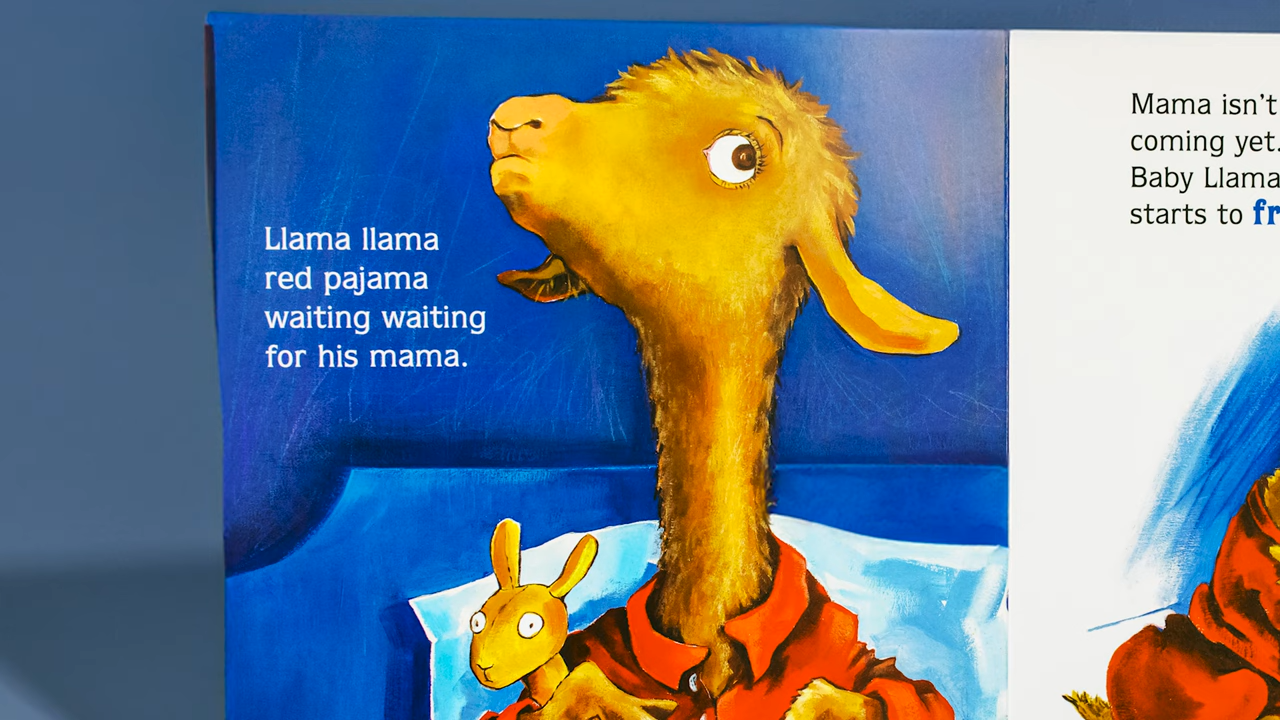 Llama llama
red pajama
waiting waiting
for his mama.
Mama isn't
coming yet.
Baby Llama
starts to